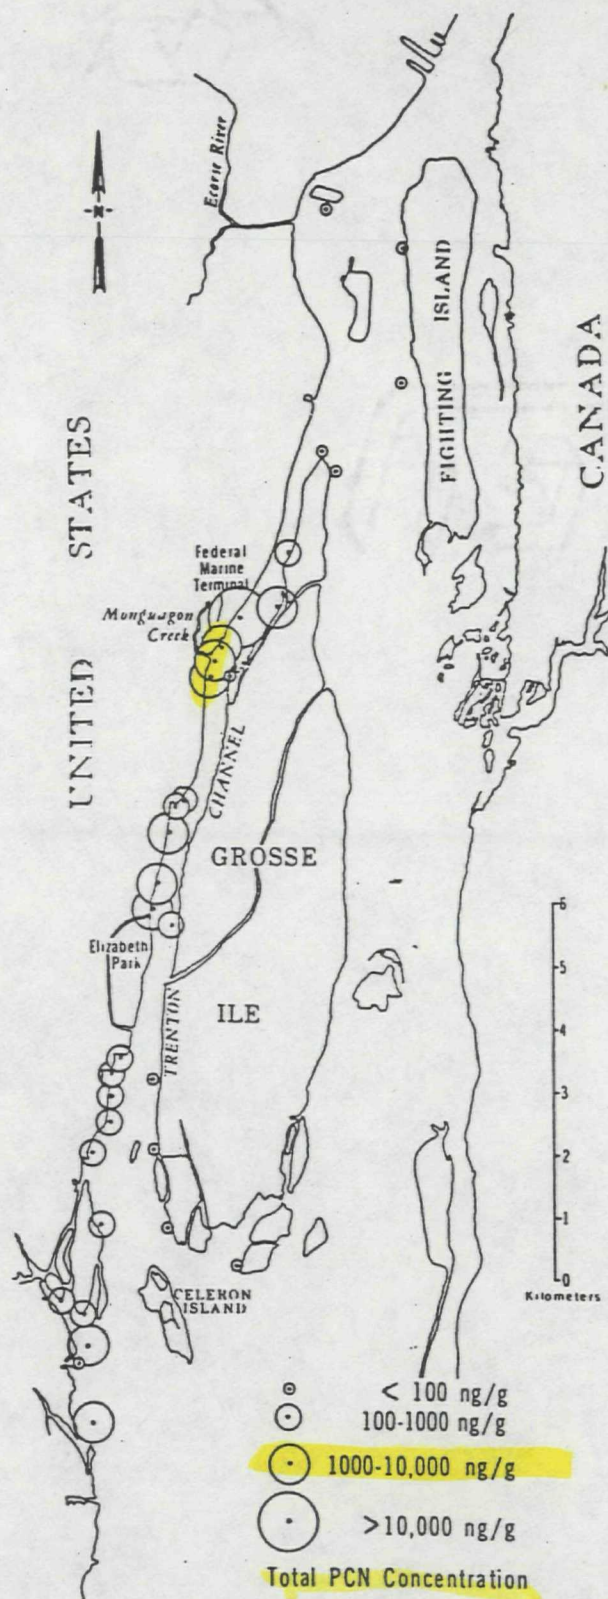 Ecorse River
FIGHTING ISLAND
CANADA
UNITED STATES
Federal
Marine
Terminal
Monguagon
Creek
TRENTON CHANNEL
GROSSE
ILE
Elizabeth
Park
CELERON
ISLAND
6
5
4
3
2
1
0
Kilometers
< 100 ng/g
100-1000 ng/g
1000-10,000 ng/g
>10,000 ng/g
Total PCN Concentration